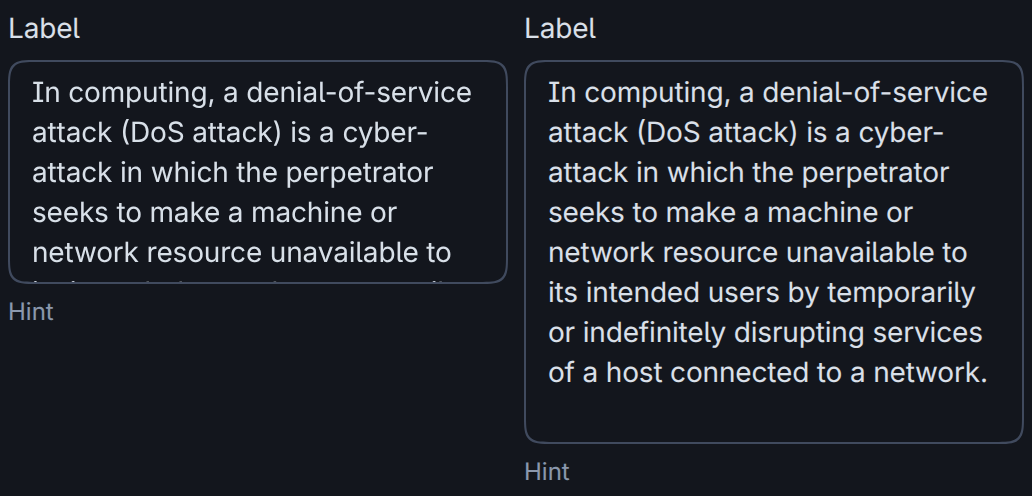 Label
In computing, a denial-of-service
attack (DoS attack) is a cyber-
attack in which the perpetrator
seeks to make a machine or
network resource unavailable to
Hint
Label
In computing, a denial-of-service
attack (DoS attack) is a cyber-
attack in which the perpetrator
seeks to make a machine or
network resource unavailable to
its intended users by temporarily
or indefinitely disrupting services
of a host connected to a network.
Hint